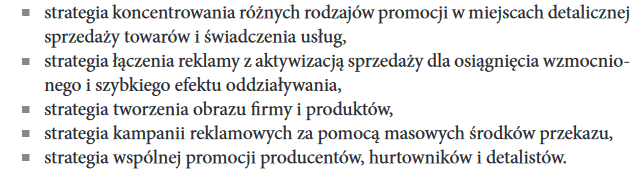 ▪ strategia koncentrowania różnych rodzajów promocji w miejscach detalicznej
sprzedaży towarów i świadczenia usług,
▪ strategia łączenia reklamy z aktywizacją sprzedaży dla osiągnięcia wzmocnio-
nego i szybkiego efektu oddziaływania,
▪ strategia tworzenia obrazu firmy i produktów,
▪ strategia kampanii reklamowych za pomocą masowych środków przekazu,
▪ strategia wspólnej promocji producentów, hurtowników i detalistów.